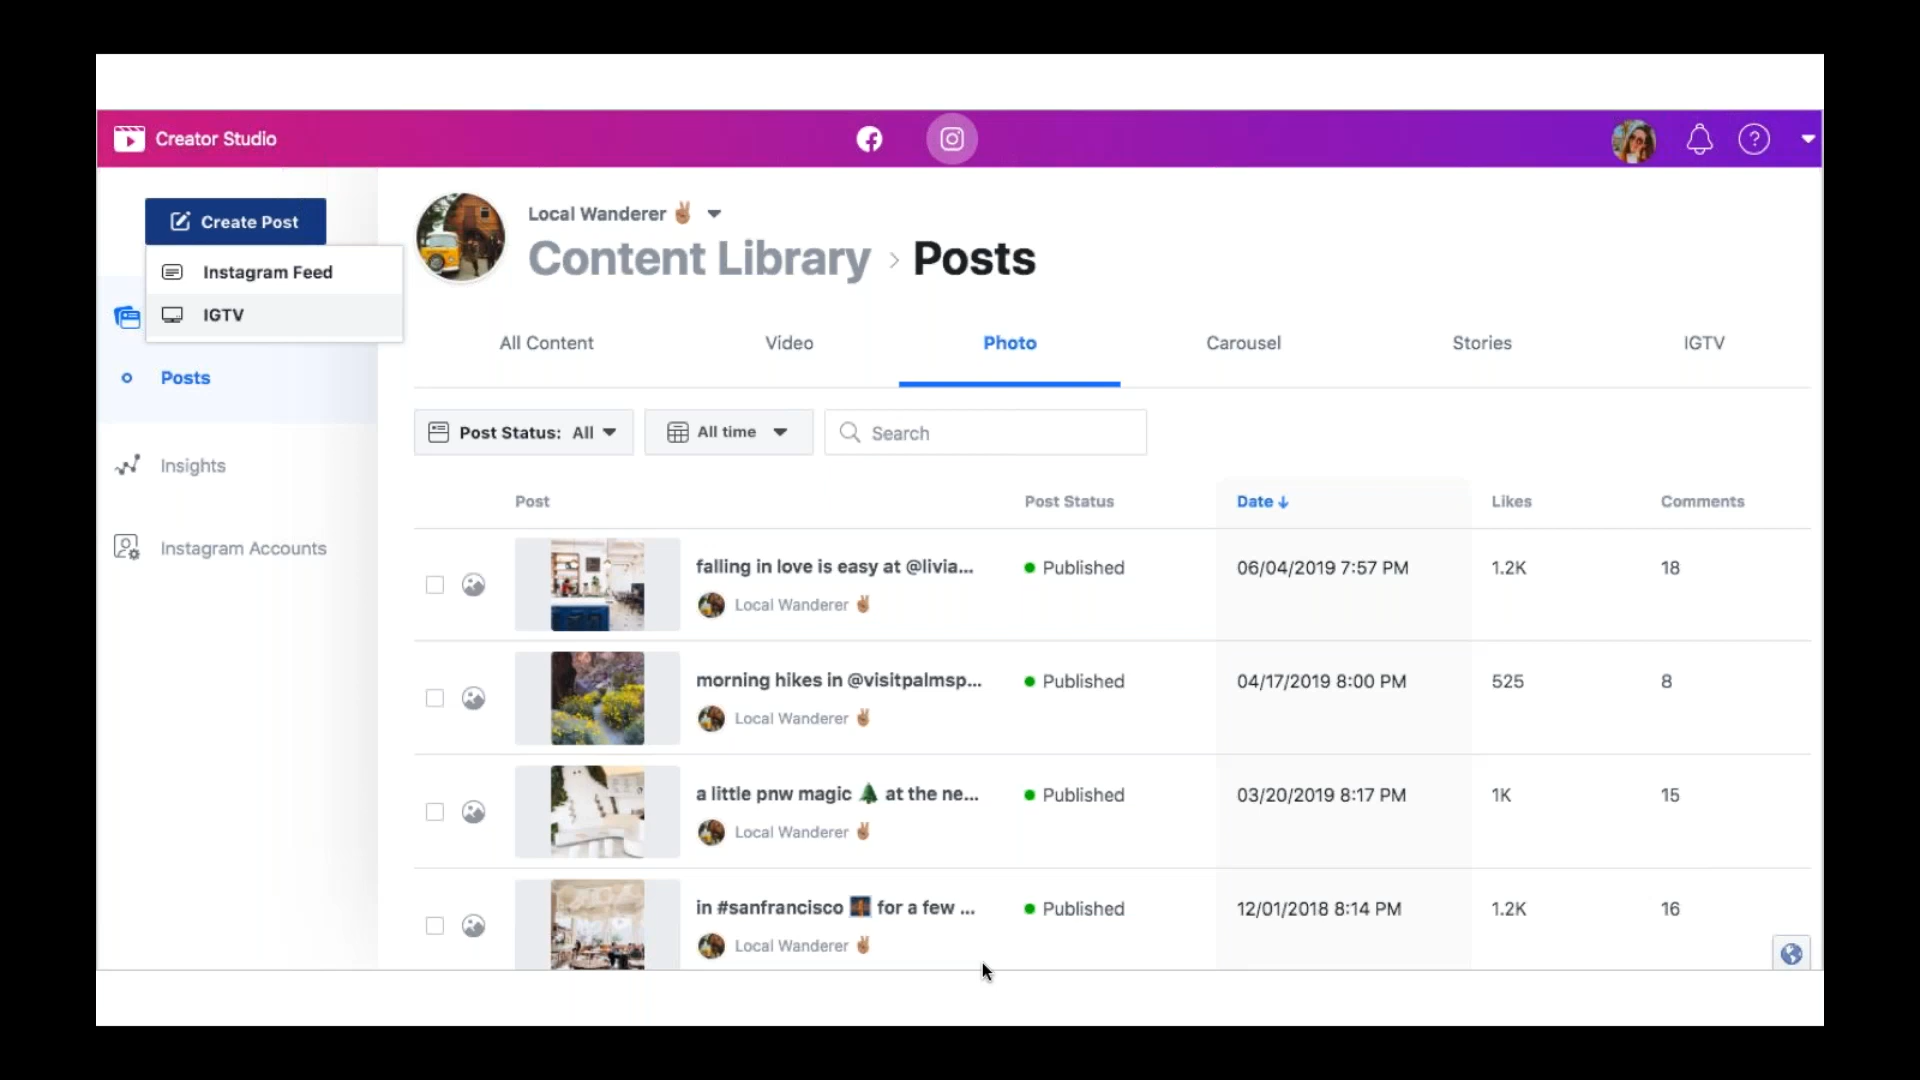 Creator Studio
Create Post
Instagram Feed
IGTV
Posts
Insights
Instagram Accounts
Local Wanderer ✌🏽
Content Library > Posts
All Content Video Photo Carousel Stories IGTV
Post Status: All All time Search
Post Post Status Date ↓ Likes Comments
falling in love is easy at @livia... Published 06/04/2019 7:57 PM 1.2K 18
Local Wanderer ✌🏽
morning hikes in @visitpalmsp... Published 04/17/2019 8:00 PM 525 8
Local Wanderer ✌🏽
a little pnw magic 🌲 at the ne... Published 03/20/2019 8:17 PM 1K 15
Local Wanderer ✌🏽
in #sanfrancisco 🌉 for a few ... Published 12/01/2018 8:14 PM 1.2K 16
Local Wanderer ✌🏽